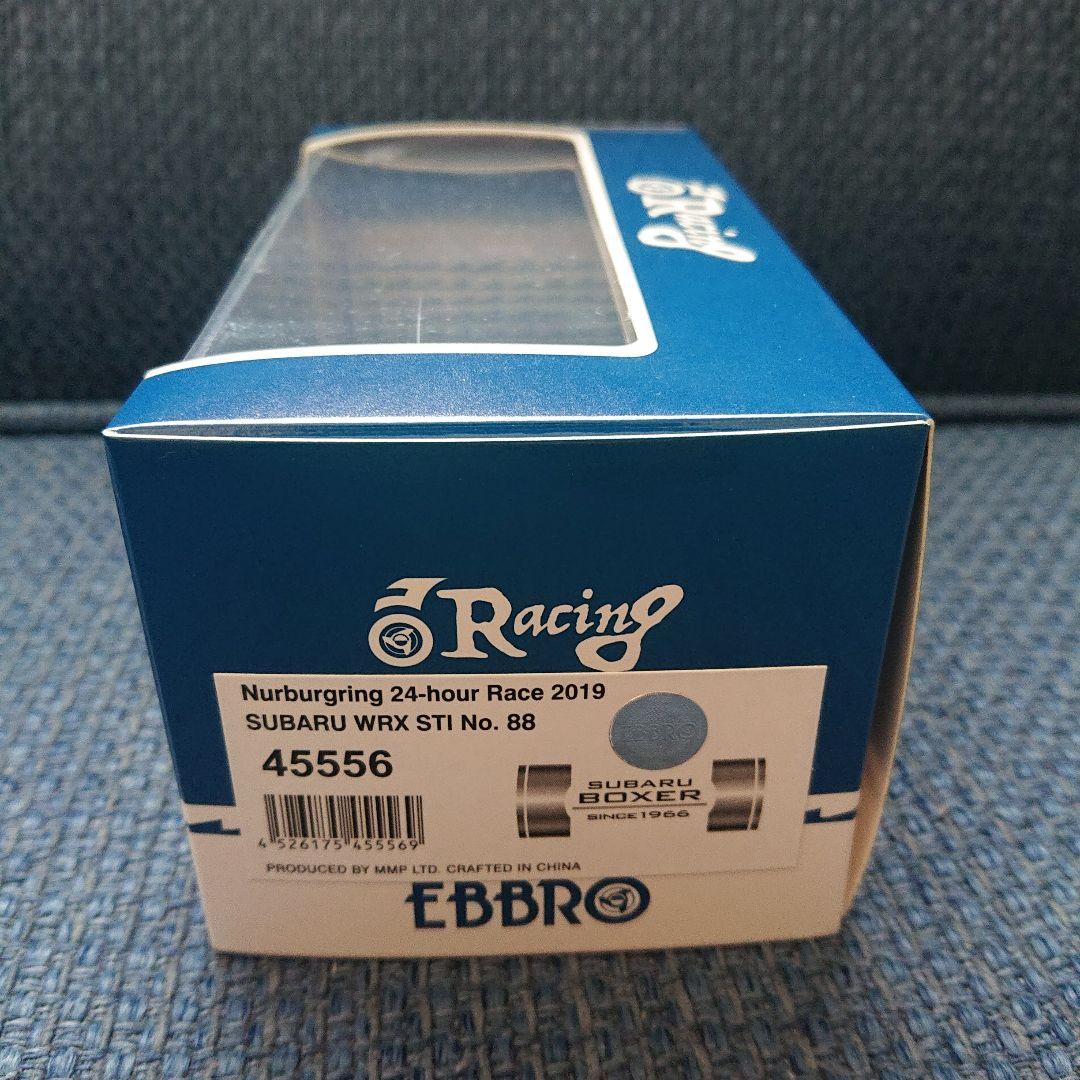 Racing
Racing
Nurburgring 24-hour Race 2019
SUBARU WRX STI No. 88
EBBRO
45556
SUBARU
BOXER
SINCE1966
4 526175 455569
PRODUCED BY MMP LTD. CRAFTED IN CHINA
EBBRO